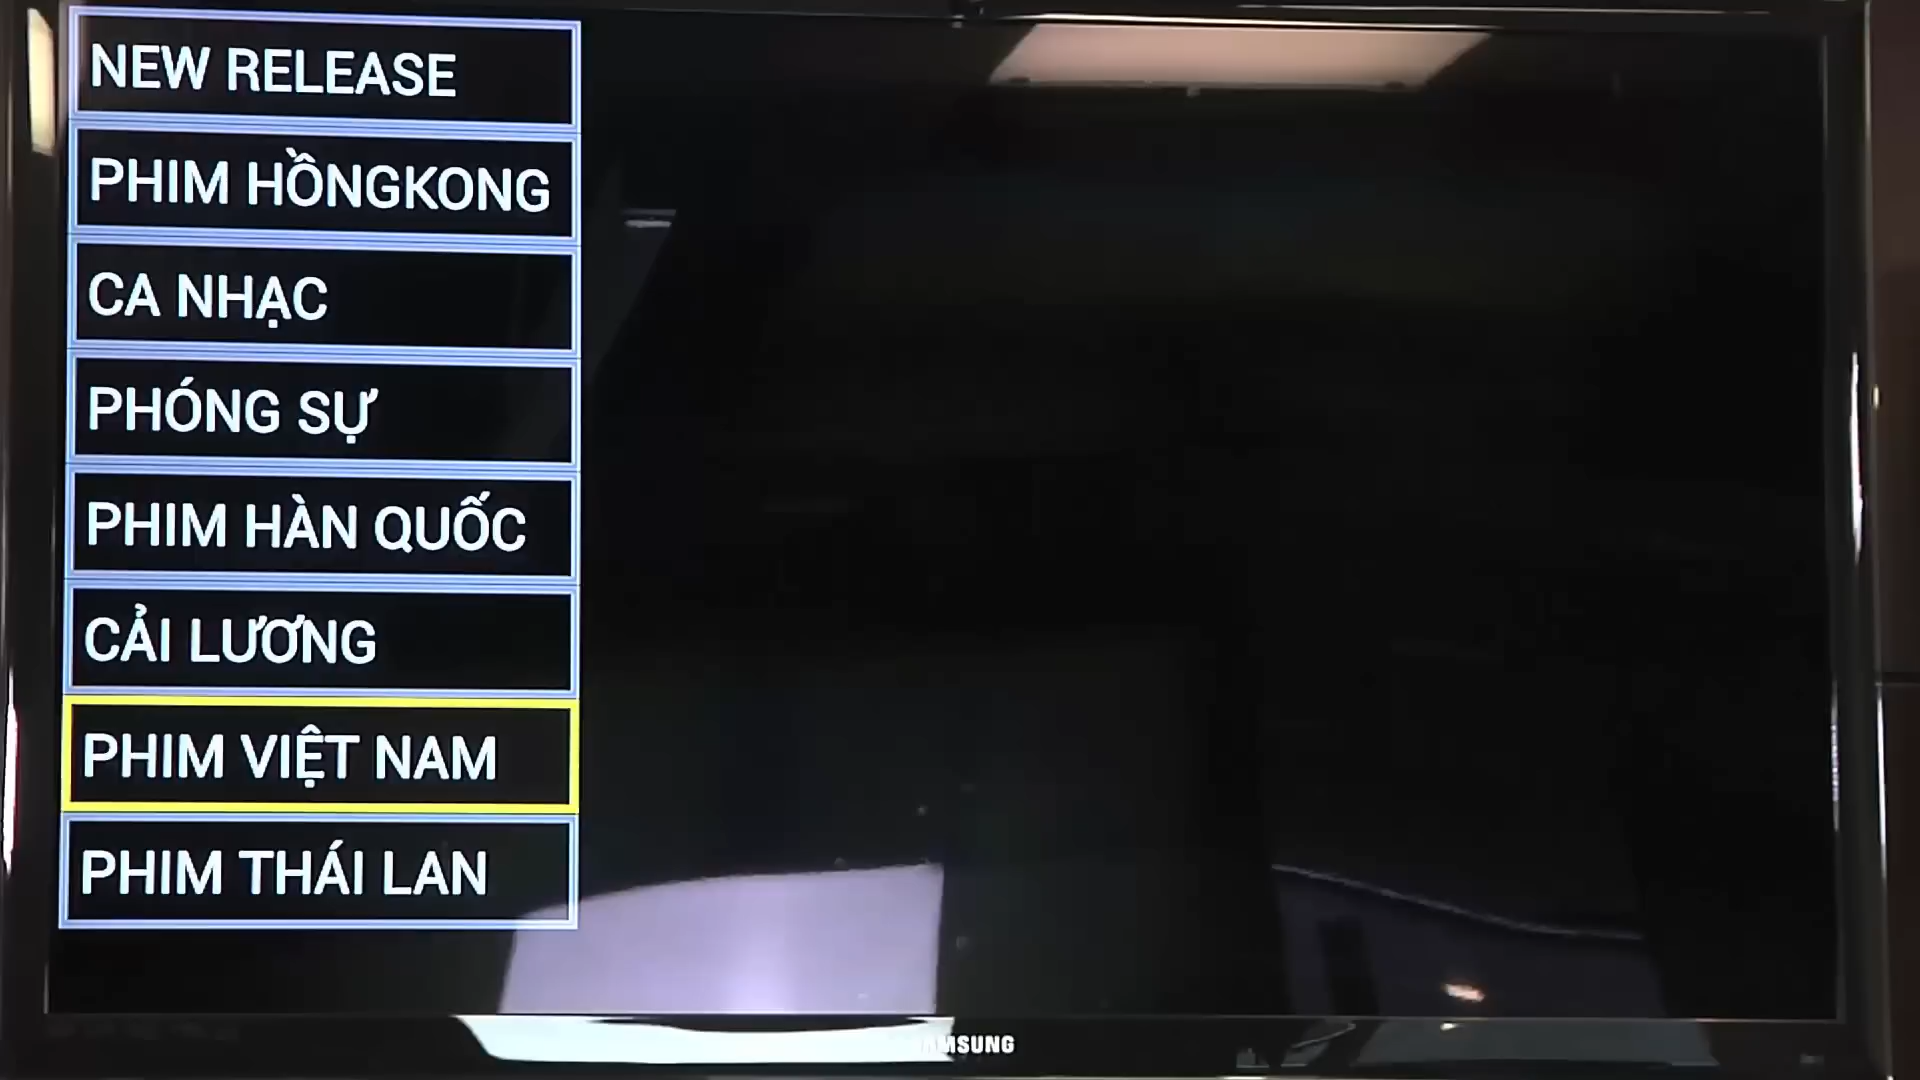 NEW RELEASE
PHIM HỒNGKONG
CA NHẠC
PHÓNG SỰ
PHIM HÀN QUỐC
CẢI LƯƠNG
PHIM VIỆT NAM
PHIM THÁI LAN
SAMSUNG